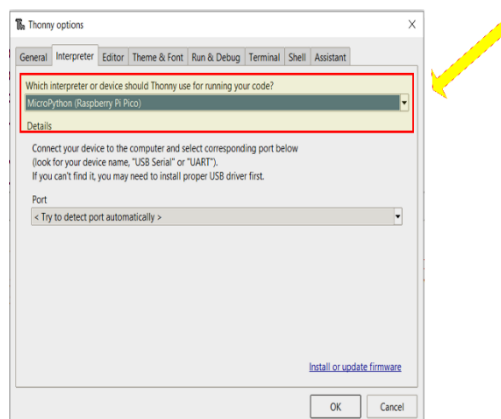 Thonny options
General Interpreter Editor Theme & Font Run & Debug Terminal Shell Assistant
Which interpreter or device should Thonny use for running your code?
MicroPython (Raspberry Pi Pico)
Details
Connect your device to the computer and select corresponding port below
(look for your device name, "USB Serial" or "UART").
If you can't find it, you may need to install proper USB driver first.
Port
< Try to detect port automatically >
Install or update firmware
OK Cancel